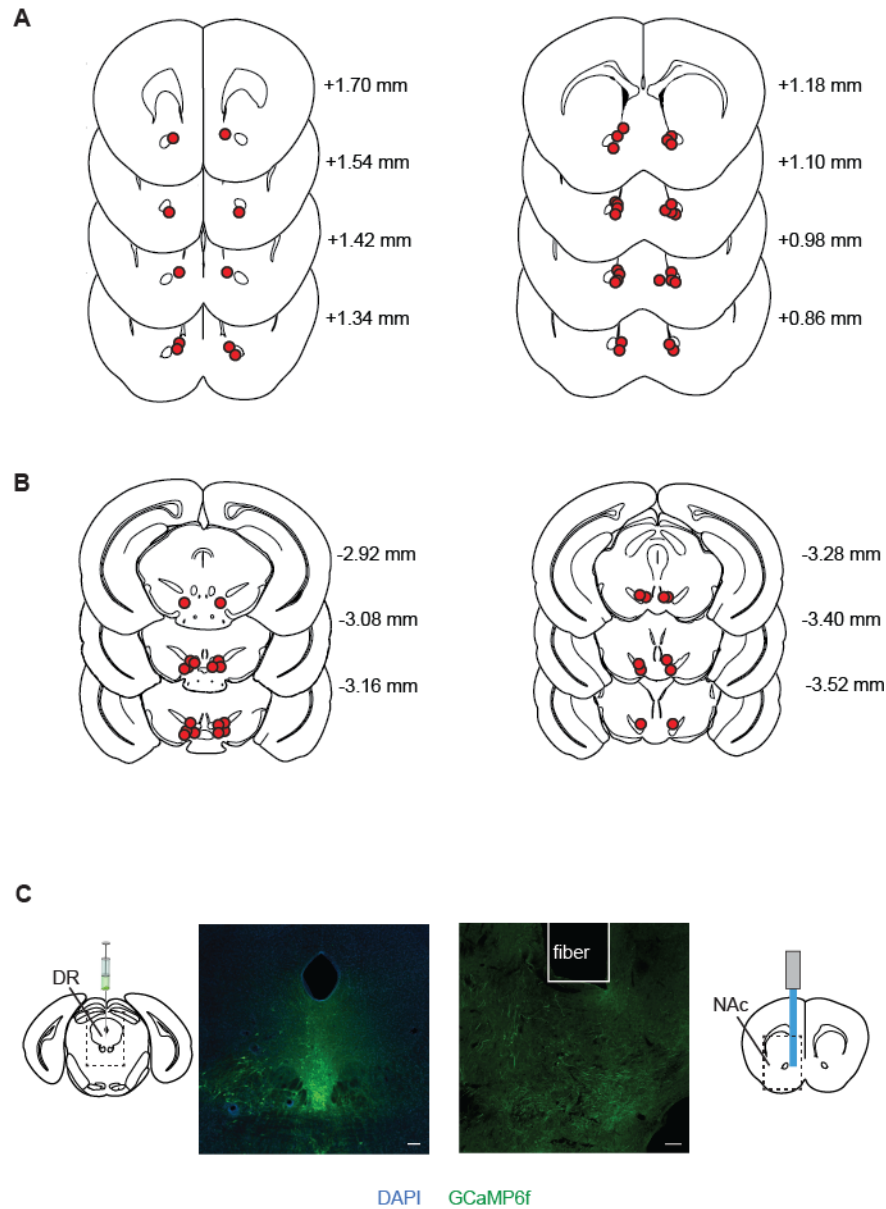 A
+1.70 mm
+1.54 mm
+1.42 mm
+1.34 mm
+1.18 mm
+1.10 mm
+0.98 mm
+0.86 mm
B
-2.92 mm
-3.08 mm
-3.16 mm
-3.28 mm
-3.40 mm
-3.52 mm
C
DR
fiber
NAc
DAPI GCaMP6f